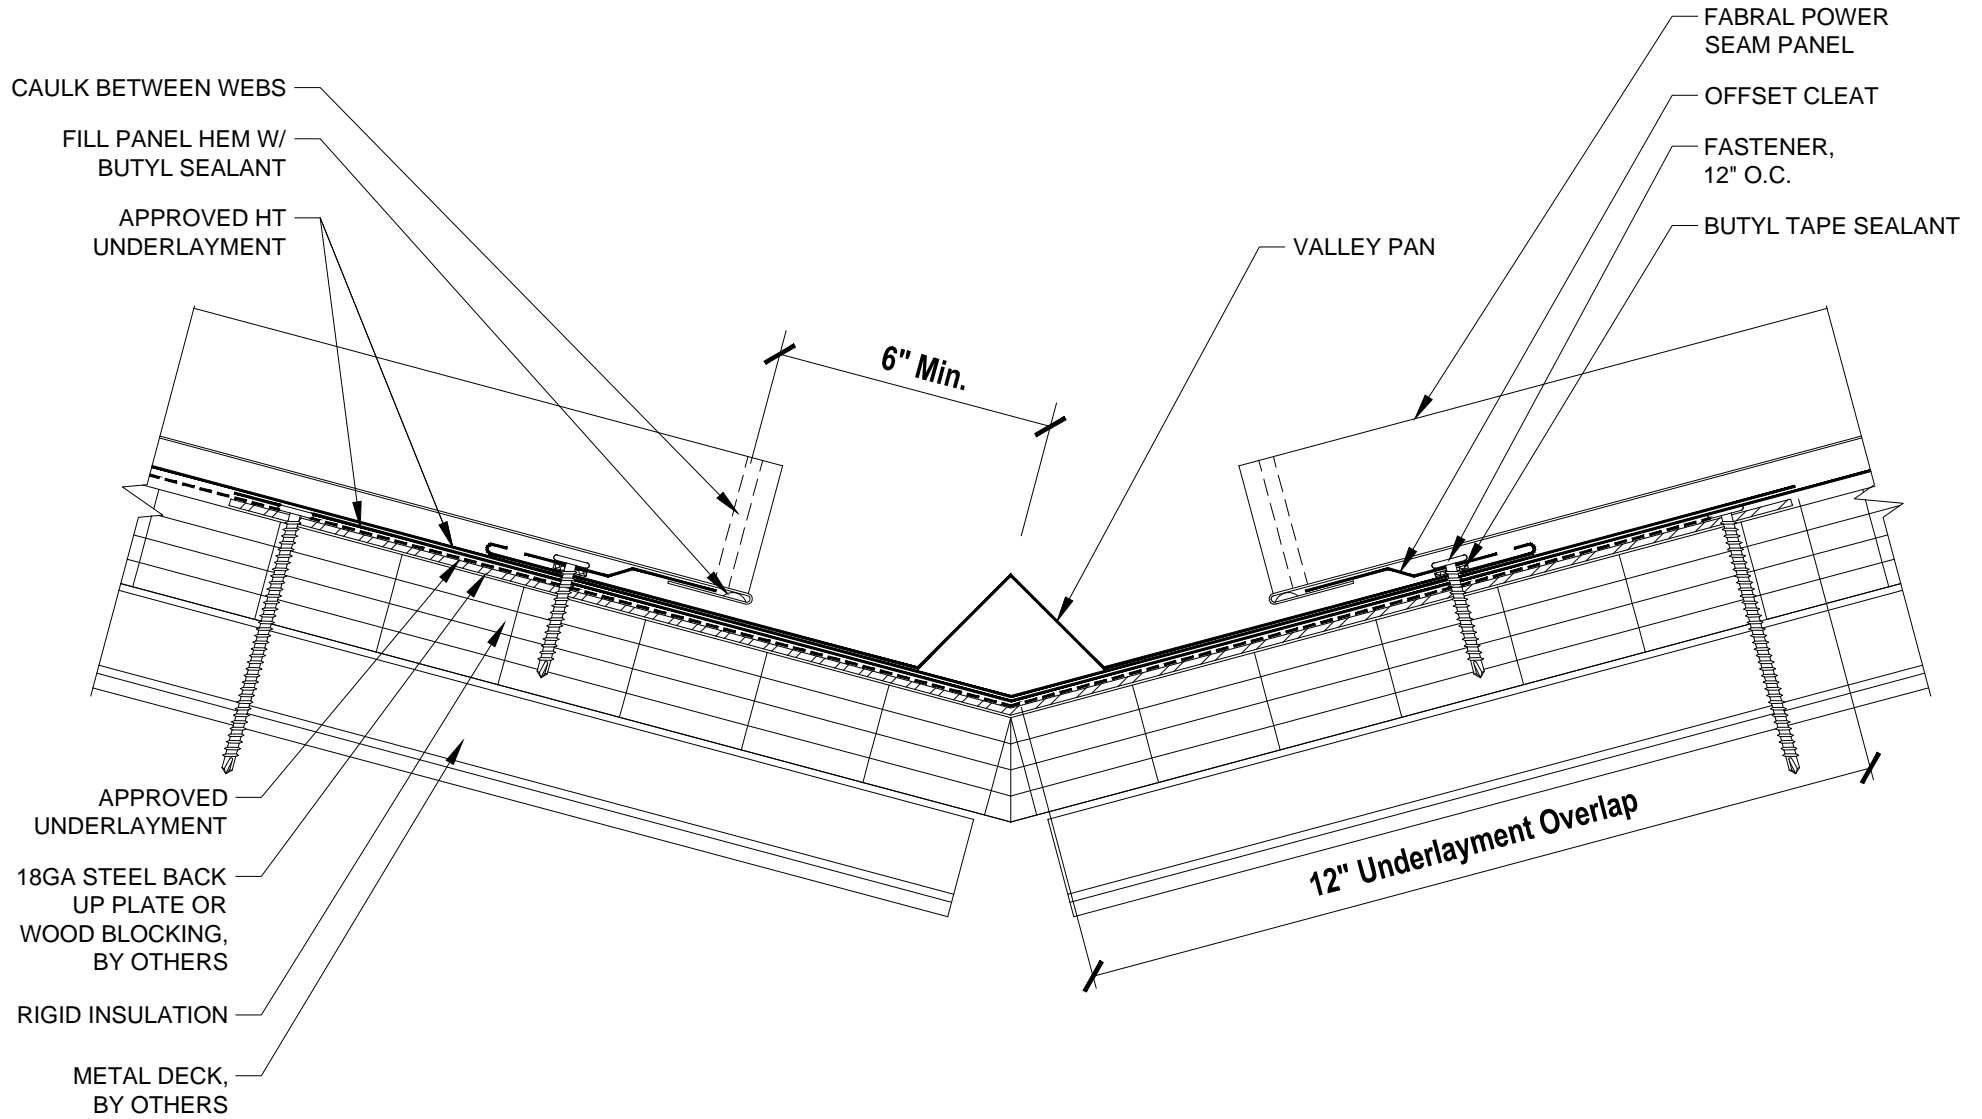 CAULK BETWEEN WEBS
FILL PANEL HEM W/
BUTYL SEALANT
APPROVED HT
UNDERLAYMENT
FABRAL POWER
SEAM PANEL
OFFSET CLEAT
FASTENER,
12" O.C.
BUTYL TAPE SEALANT
VALLEY PAN
6" Min.
APPROVED
UNDERLAYMENT
18GA STEEL BACK
UP PLATE OR
WOOD BLOCKING,
BY OTHERS
RIGID INSULATION
METAL DECK,
BY OTHERS
12" Underlayment Overlap